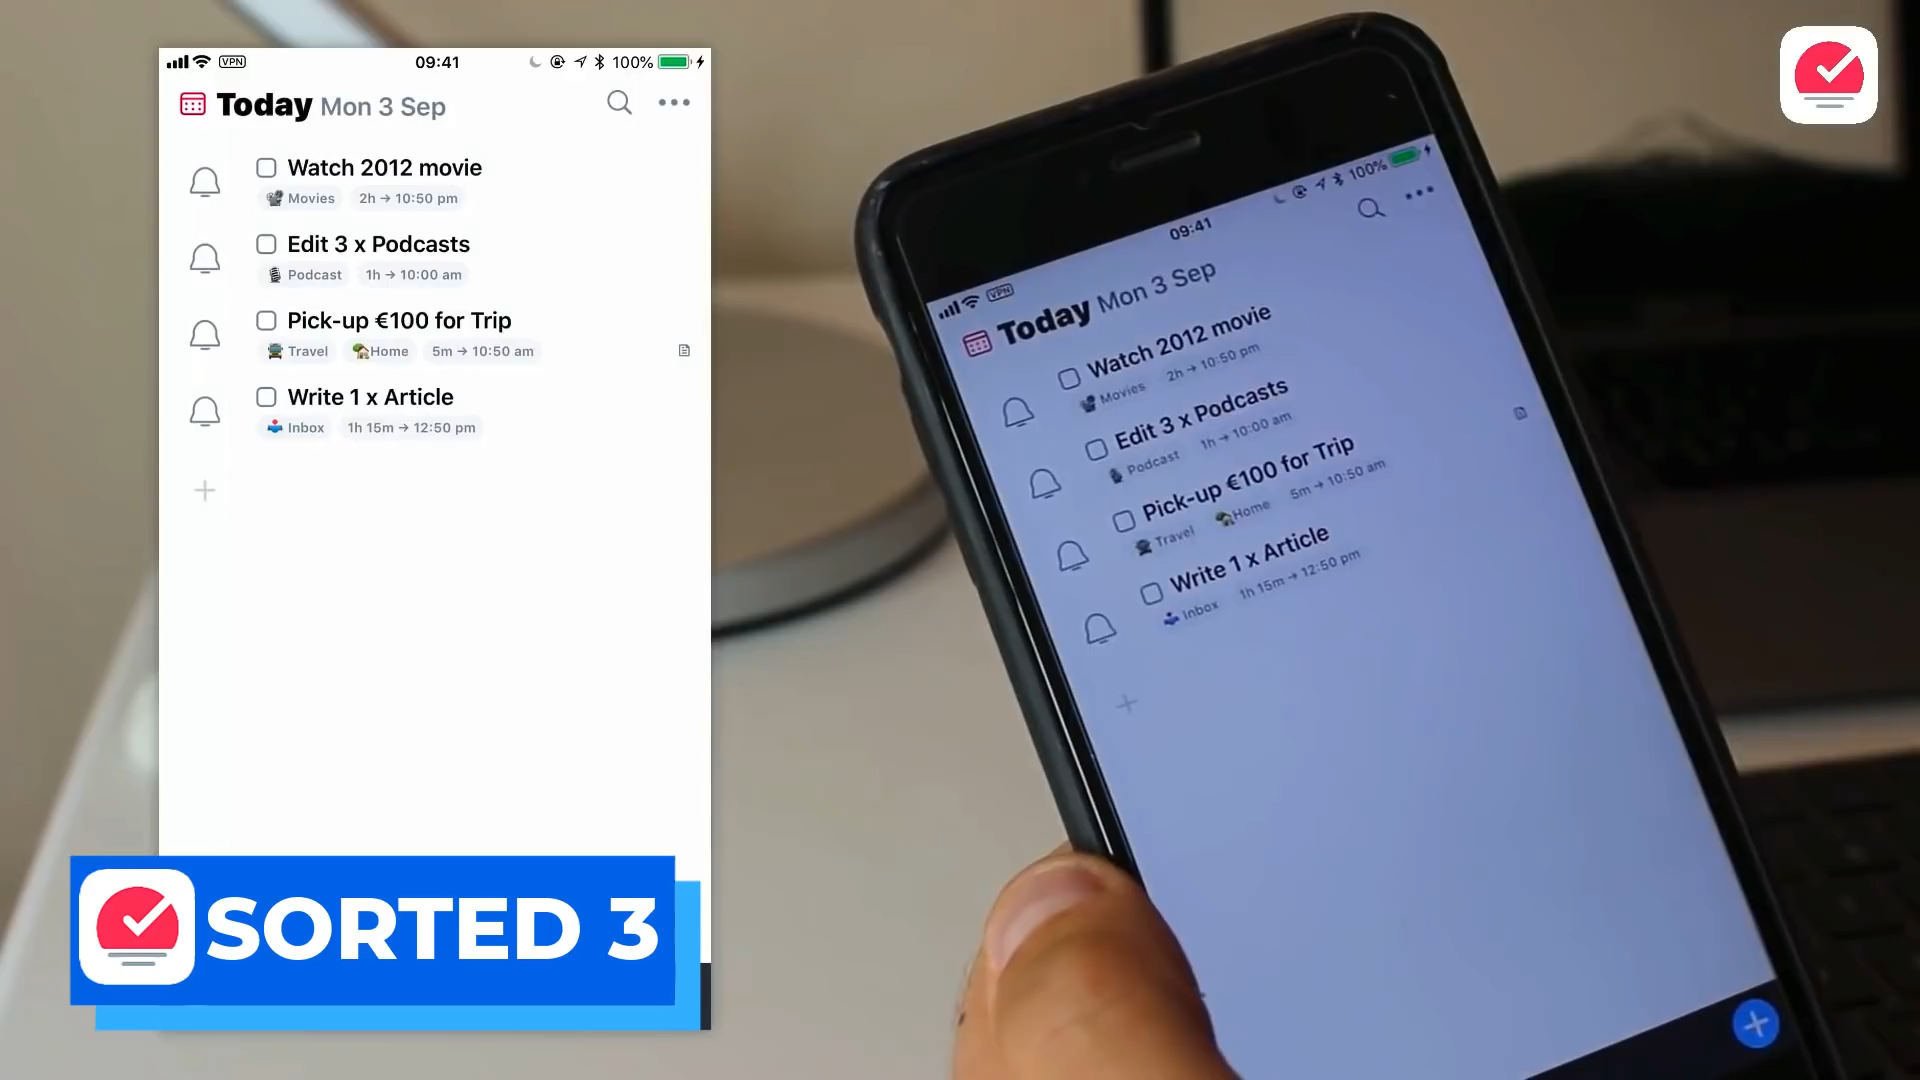 VPN 09:41 100%
Today Mon 3 Sep
Watch 2012 movie
Movies 2h → 10:50 pm
Edit 3 x Podcasts
Podcast 1h → 10:00 am
Pick-up €100 for Trip
Travel Home 5m → 10:50 am
Write 1 x Article
Inbox 1h 15m → 12:50 pm
+
SORTED 3
VPN 09:41 100%
Today Mon 3 Sep
Watch 2012 movie
Movies 2h → 10:50 pm
Edit 3 x Podcasts
Podcast 1h → 10:00 am
Pick-up €100 for Trip
Travel Home 5m → 10:50 am
Write 1 x Article
Inbox 1h 15m → 12:50 pm
+
+